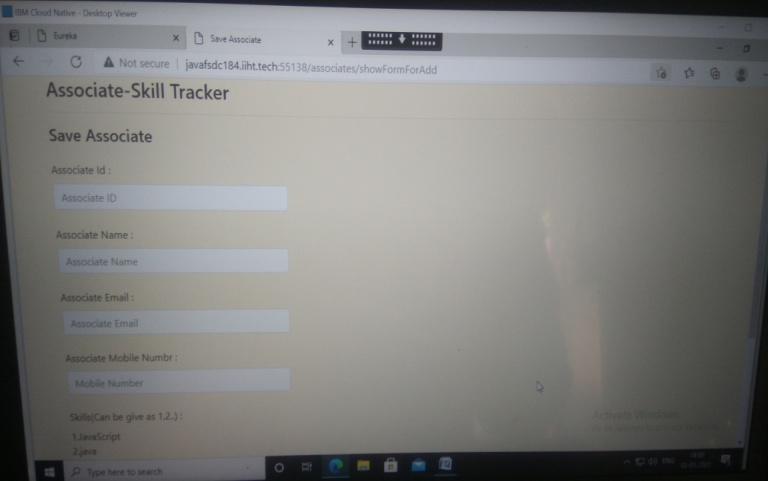 IBM Cloud Native - Desktop Viewer
Eureka
Save Associate
Not secure
javafsdc184.iiht.tech:55138/associates/showFormForAdd
Associate-Skill Tracker
Save Associate
Associate Id :
Associate ID
Associate Name :
Associate Name
Associate Email :
Associate Email
Associate Mobile Numbr :
Mobile Number
Skills(Can be give as 1,2..) :
1.JavaScript
2.java
Activate Windows
Type here to search
ENG